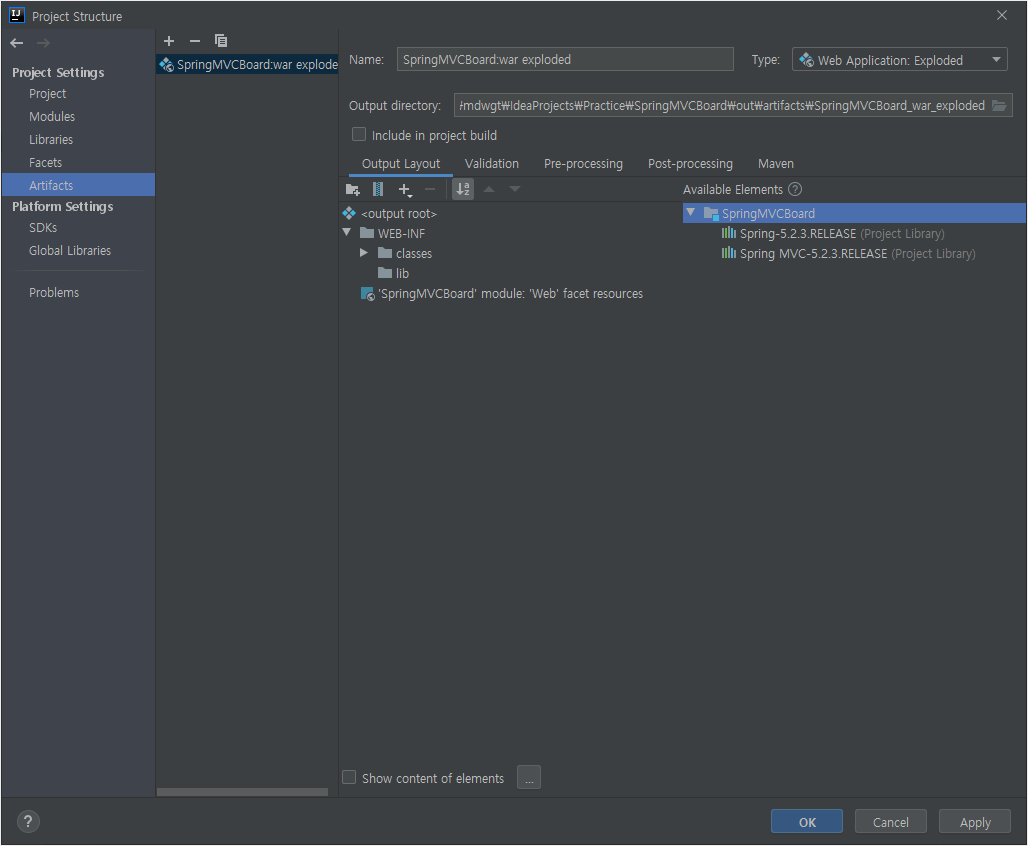 Project Structure
Project Settings
Project
Modules
Libraries
Facets
Artifacts
Platform Settings
SDKs
Global Libraries
Problems
SpringMVCBoard:war explode
Name: SpringMVCBoard:war exploded Type: Web Application: Exploded
Output directory: mdwgt₩IdeaProjects₩Practice₩SpringMVCBoard₩out₩artifacts₩SpringMVCBoard_war_exploded
Include in project build
Output Layout Validation Pre-processing Post-processing Maven
Available Elements ?
<output root>
WEB-INF
classes
lib
'SpringMVCBoard' module: 'Web' facet resources
SpringMVCBoard
Spring-5.2.3.RELEASE (Project Library)
Spring MVC-5.2.3.RELEASE (Project Library)
Show content of elements ...
? OK Cancel Apply